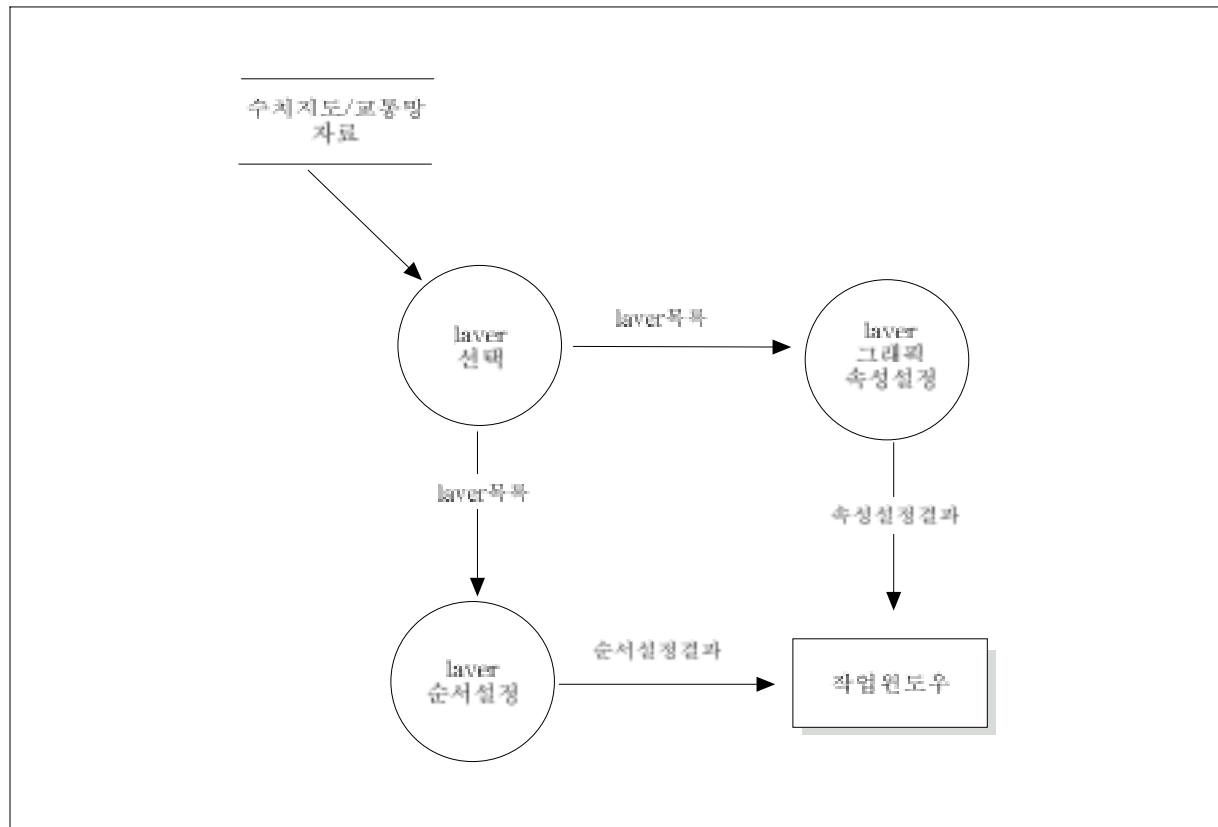 수치지도/교통망
자료
layer
선택
layer목록
layer
그래픽
속성설정
layer목록
속성설정결과
layer
순서설정
순서설정결과
작업윈도우